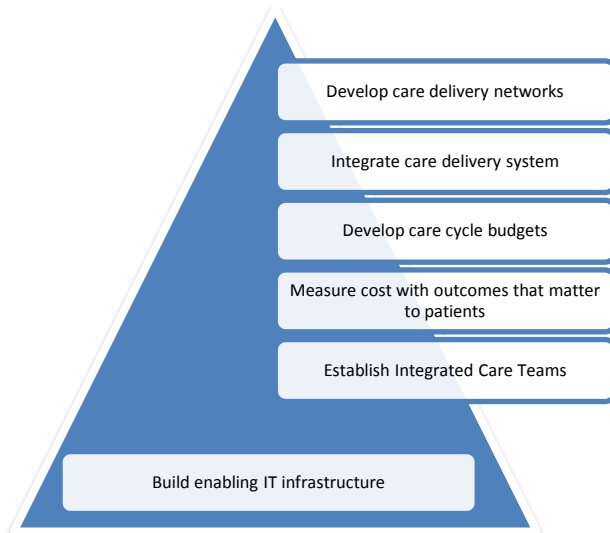 Develop care delivery networks
Integrate care delivery system
Develop care cycle budgets
Measure cost with outcomes that matter
to patients
Establish Integrated Care Teams
Build enabling IT infrastructure